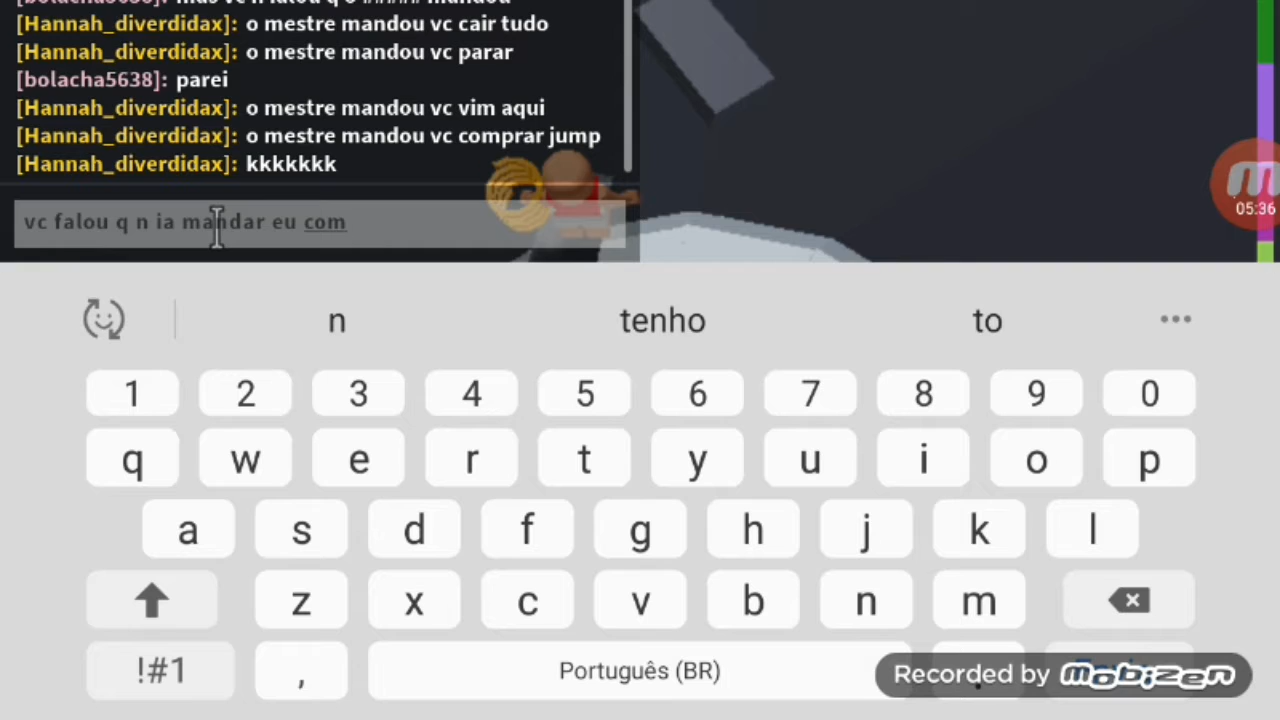 [Hannah_diverdidax]: o mestre mandou vc cair tudo
[Hannah_diverdidax]: o mestre mandou vc parar
[bolacha5638]: parei
[Hannah_diverdidax]: o mestre mandou vc vim aqui
[Hannah_diverdidax]: o mestre mandou vc comprar jump
[Hannah_diverdidax]: kkkkkkk
vc falou q n ia mandar eu com
05:36
n tenho to
1 2 3 4 5 6 7 8 9 0
q w e r t y u i o p
a s d f g h j k l
z x c v b n m
!#1 , Português (BR)
Recorded by mobizen